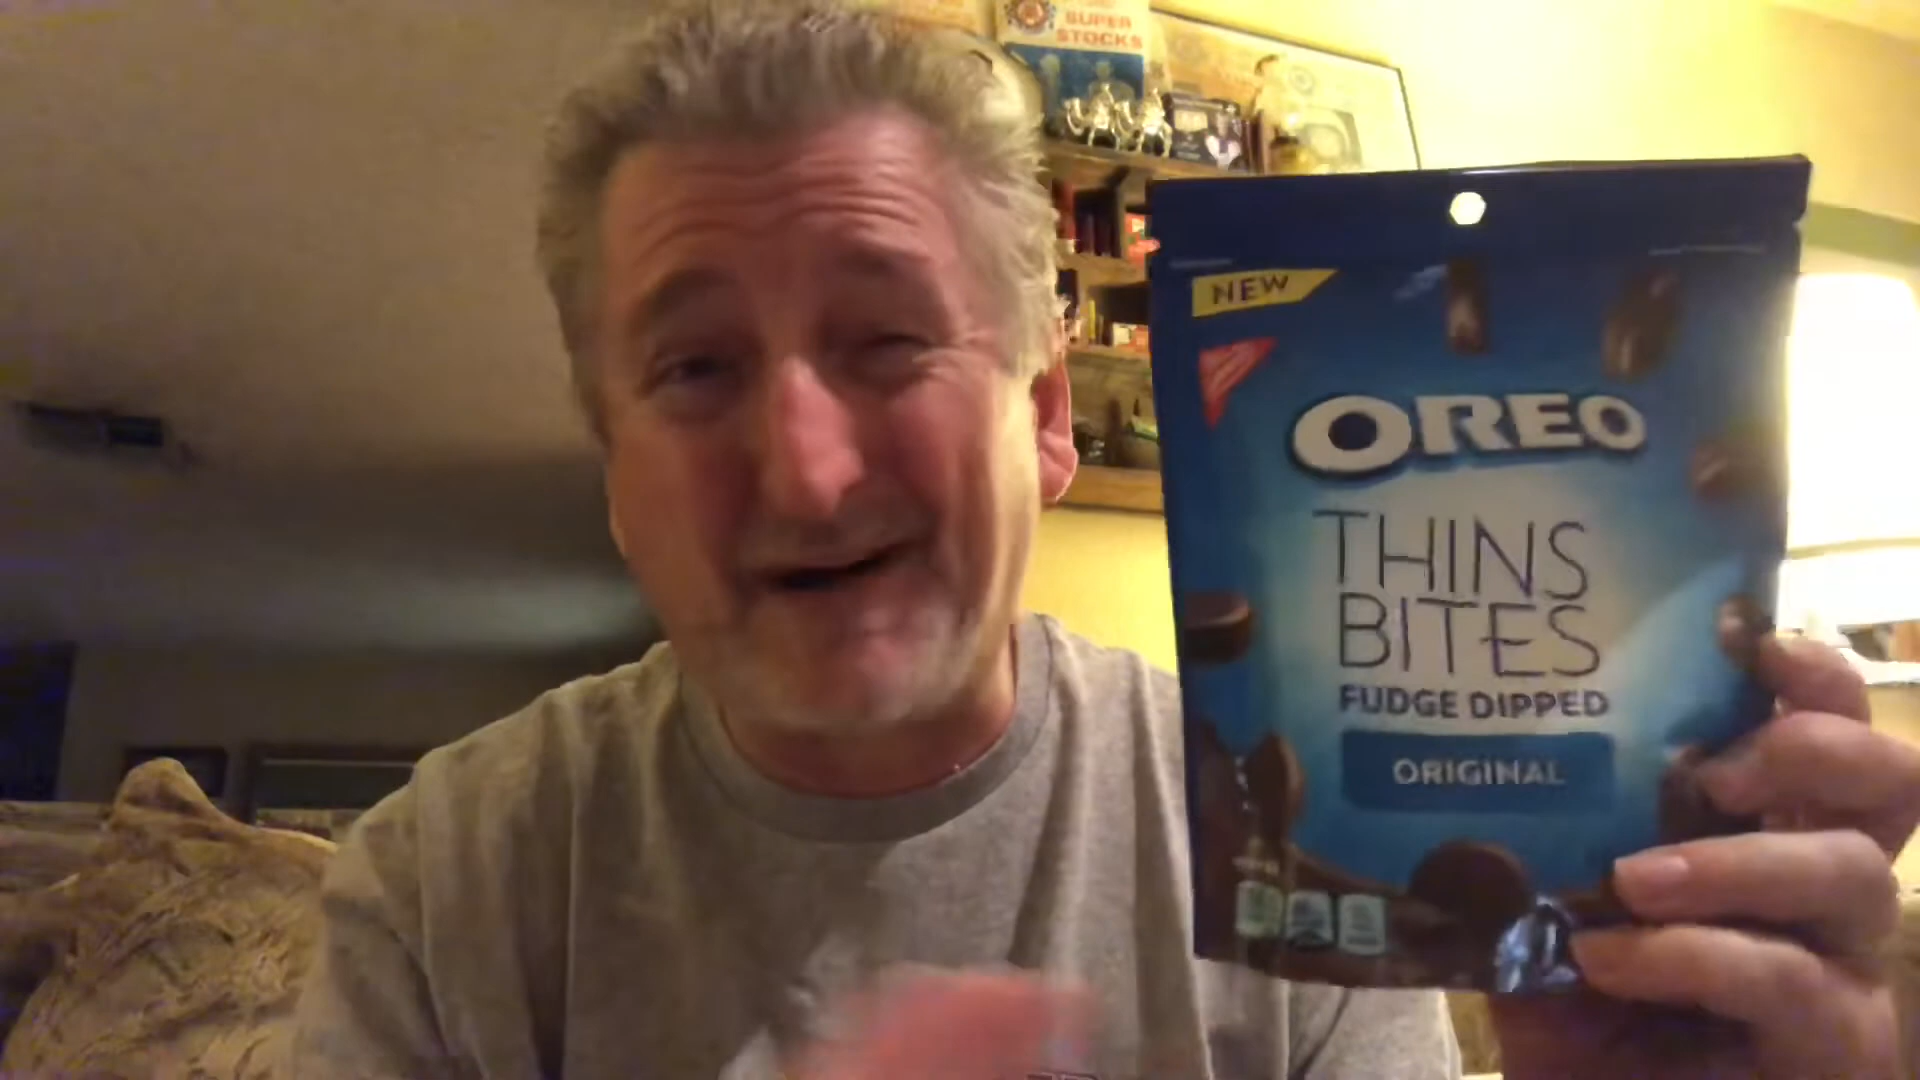 SUPER
STOCKS
NEW
OREO
THINS
BITES
FUDGE DIPPED
ORIGINAL